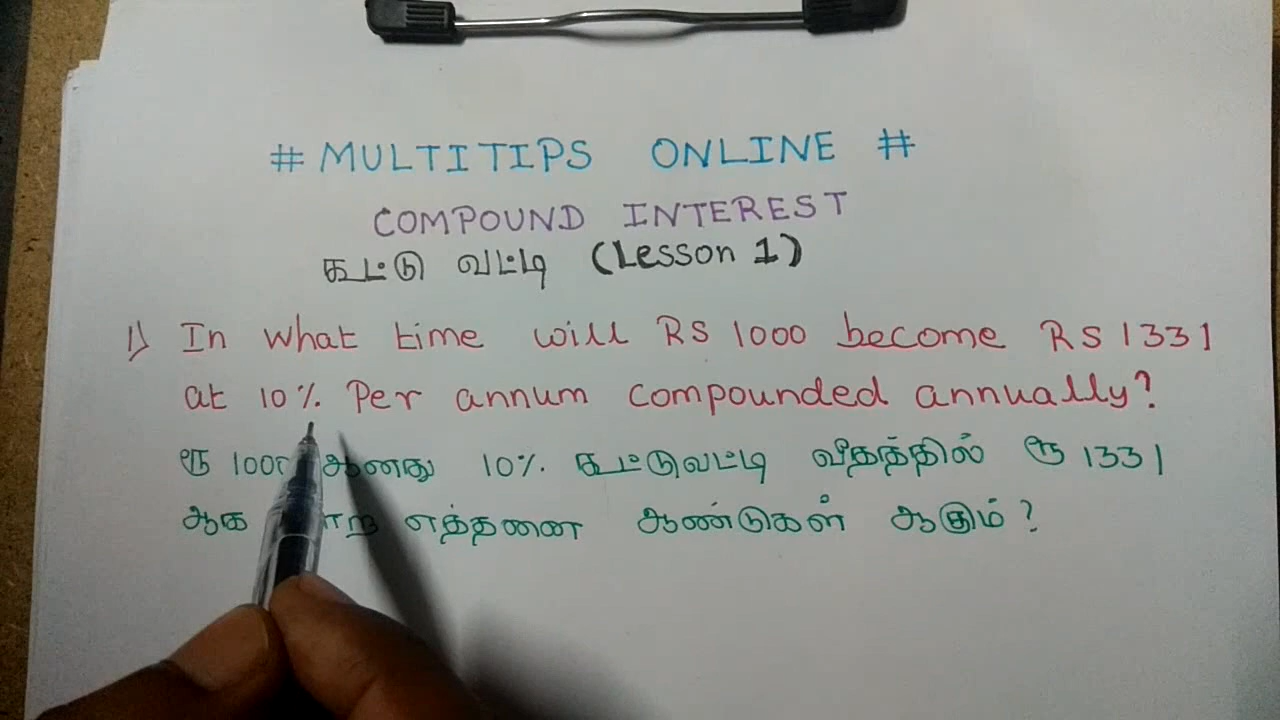 # MULTITIPS ONLINE #
COMPOUND INTEREST
கூட்டு வட்டி (Lesson 1)
1) In what time will RS 1000 become RS 1331
at 10% Per annum compounded annually?
ரூ ஆனது 10% கூட்டுவட்டி வீதத்தில் ரூ 1331
ஆக எத்தனை ஆண்டுகள் ஆகும்?